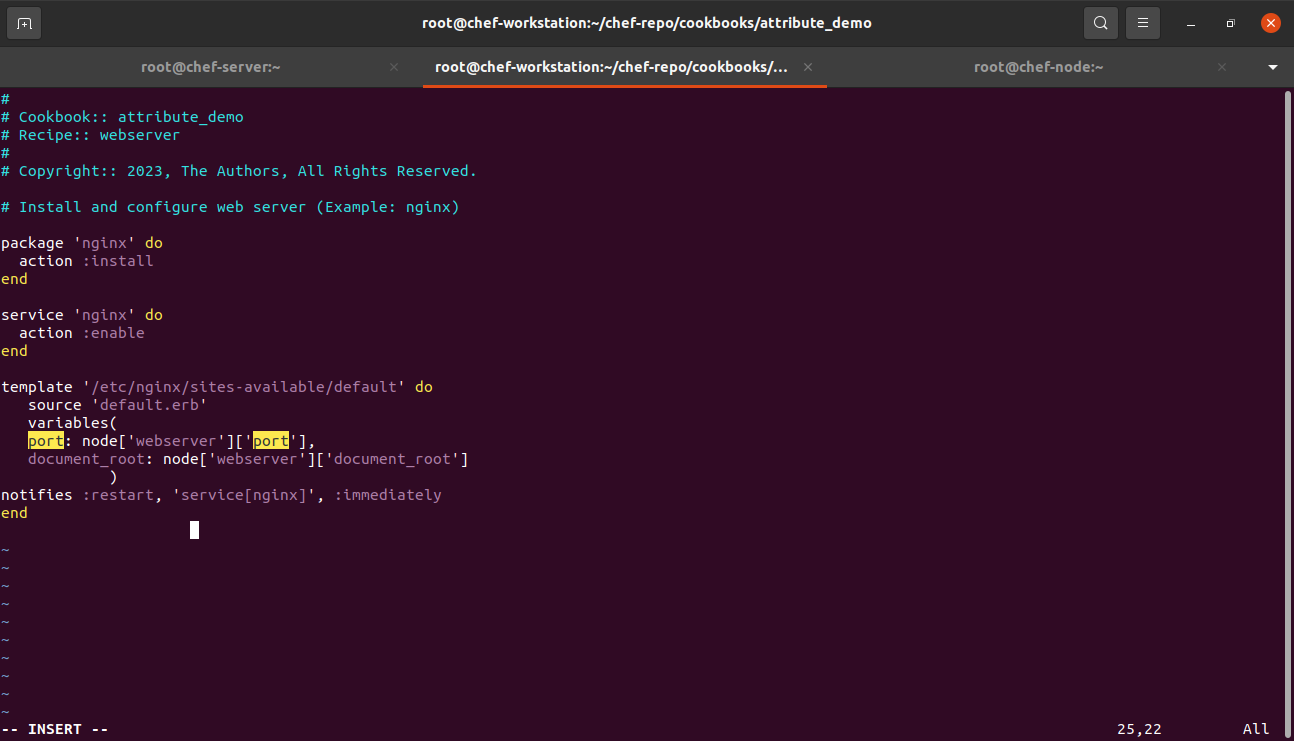 root@chef-workstation:~/chef-repo/cookbooks/attribute_demo
root@chef-server:~
root@chef-workstation:~/chef-repo/cookbooks/...
root@chef-node:~
#
# Cookbook:: attribute_demo
# Recipe:: webserver
#
# Copyright:: 2023, The Authors, All Rights Reserved.
# Install and configure web server (Example: nginx)
package 'nginx' do
  action :install
end
service 'nginx' do
  action :enable
end
template '/etc/nginx/sites-available/default' do
   source 'default.erb'
   variables(
   port: node['webserver']['port'],
   document_root: node['webserver']['document_root']
            )
notifies :restart, 'service[nginx]', :immediately
end
~
~
~
~
~
~
~
~
~
~
-- INSERT -- 25,22 All